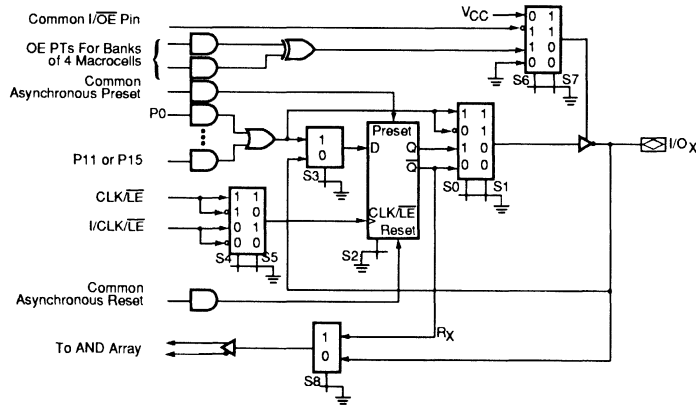 Common I/OE Pin
VCC
0 1
1 1
1 0
0 0
OE PTs For Banks
of 4 Macrocells
S6 S7
Common
Asynchronous Preset
P0
P11 or P15
1
0
S3
Preset
D Q
Q
CLK/LE
Reset
S2
1 1
0 1
1 0
0 0
S0 S1
I/OX
CLK/LE
I/CLK/LE
1 1
1 0
0 1
0 0
S4 S5
Common
Asynchronous Reset
RX
To AND Array
1
0
S8